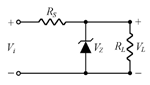 R_S
+ +
V_i V_Z R_L V_L
− −